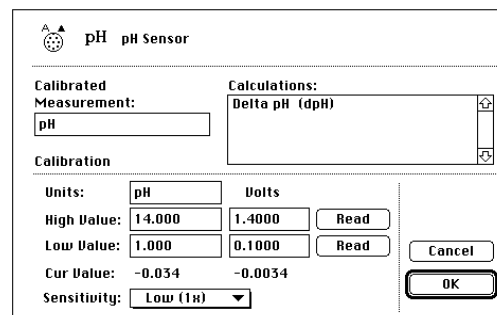 A
pH pH Sensor
Calibrated
Measurement:
pH
Calculations:
Delta pH (dpH)
Calibration
Units: pH Volts
High Value: 14.000 1.4000 Read
Low Value: 1.000 0.1000 Read
Cur Value: -0.034 -0.0034
Sensitivity: Low (1x)
Cancel
OK